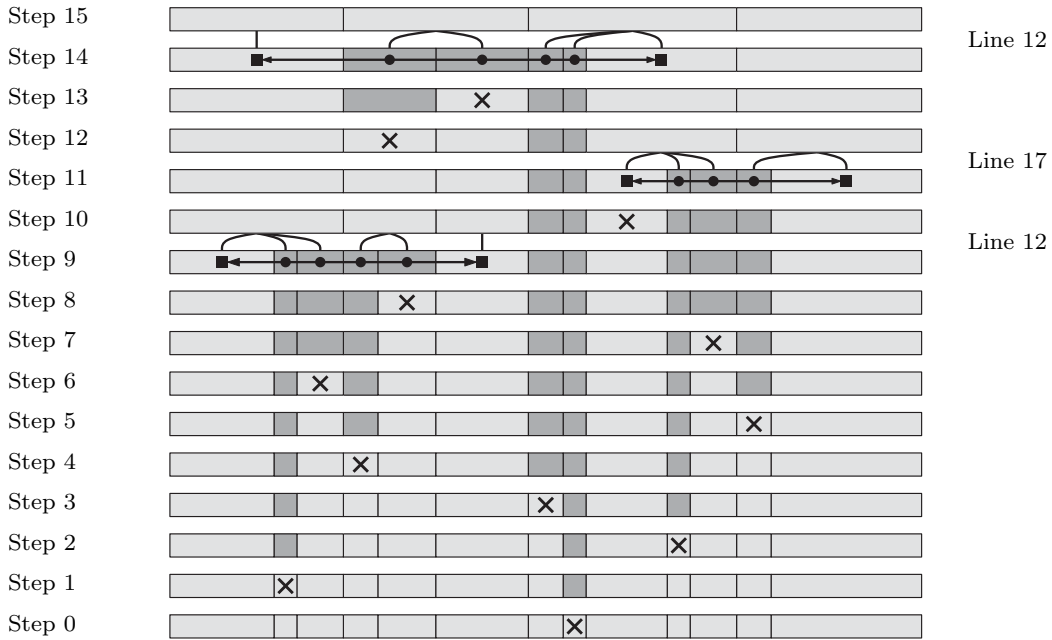 Step 15
Line 12
Step 14
Step 13
Step 12
Line 17
Step 11
Step 10
Line 12
Step 9
Step 8
Step 7
Step 6
Step 5
Step 4
Step 3
Step 2
Step 1
Step 0